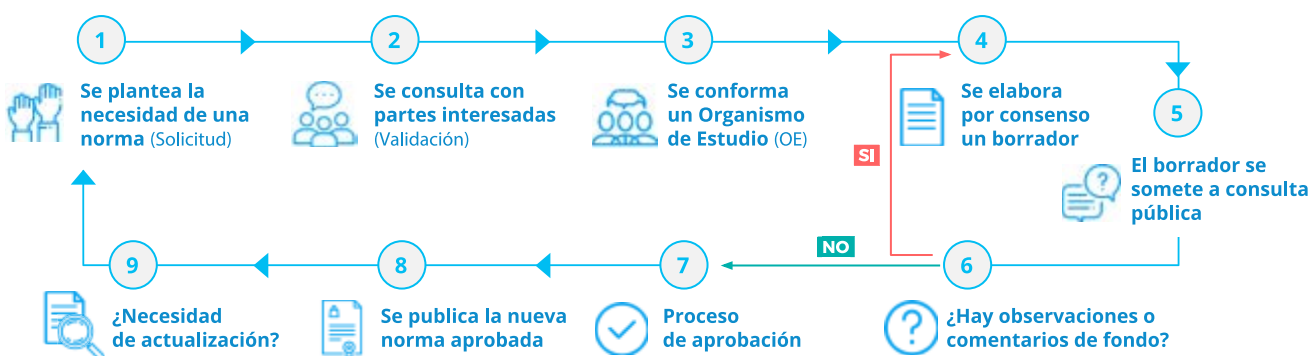 1
Se plantea la
necesidad de una
norma (Solicitud)
2
Se consulta con
partes interesadas
(Validación)
3
Se conforma
un Organismo
de Estudio (OE)
4
Se elabora
por consenso
un borrador
5
El borrador se
somete a consulta
pública
SI
NO
6
¿Hay observaciones o
comentarios de fondo?
7
Proceso
de aprobación
8
Se publica la nueva
norma aprobada
9
¿Necesidad
de actualización?